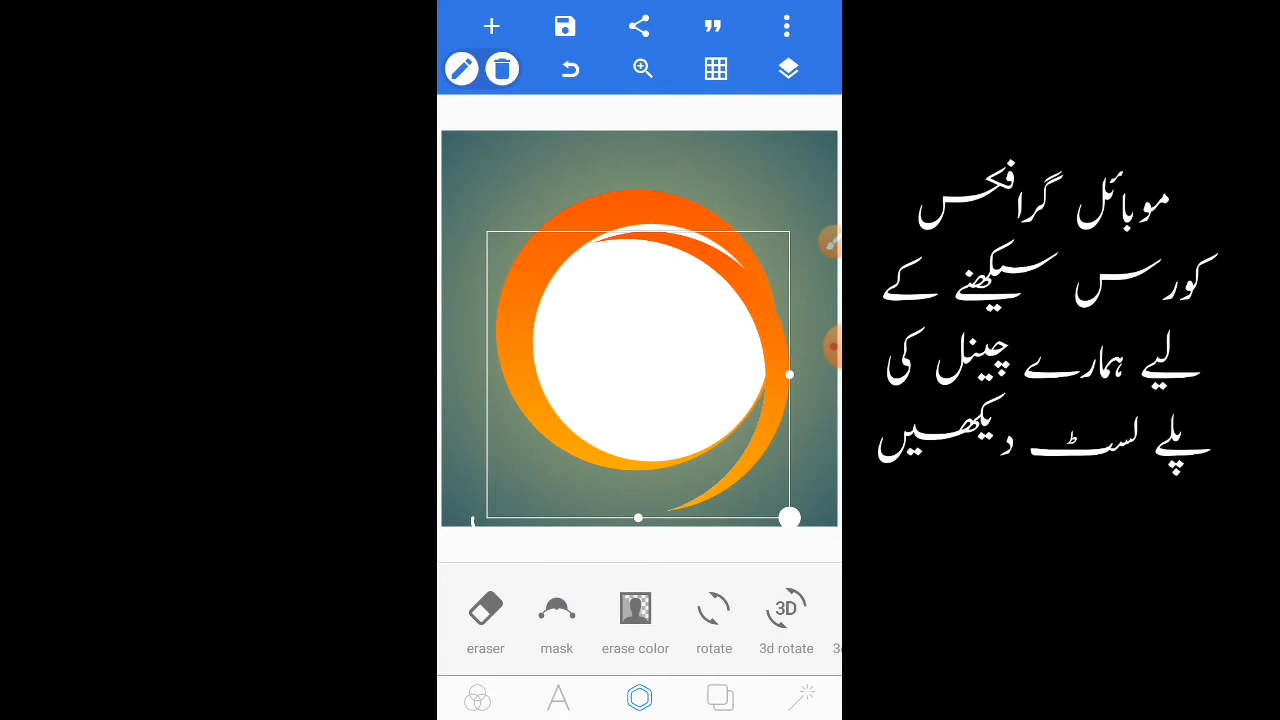 موبائل گرافکس
کورس سیکھنے کے
لیے ہمارے چینل کی
پلے لسٹ دیکھیں
eraser
mask
erase color
rotate
3D
3d rotate